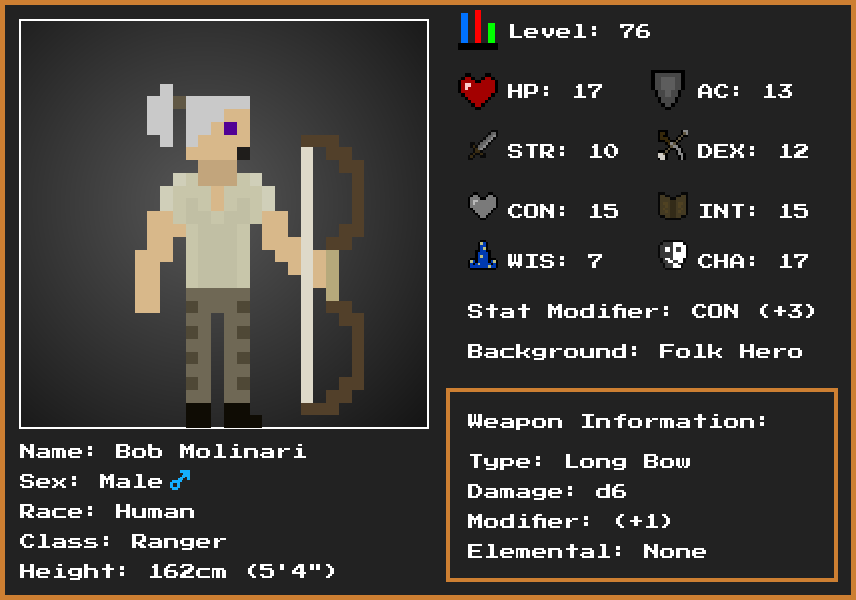 Level: 76
HP: 17 AC: 13
STR: 10 DEX: 12
CON: 15 INT: 15
WIS: 7 CHA: 17
Stat Modifier: CON (+3)
Background: Folk Hero
Name: Bob Molinari
Sex: Male♂
Race: Human
Class: Ranger
Height: 162cm (5'4")
Weapon Information:
Type: Long Bow
Damage: d6
Modifier: (+1)
Elemental: None